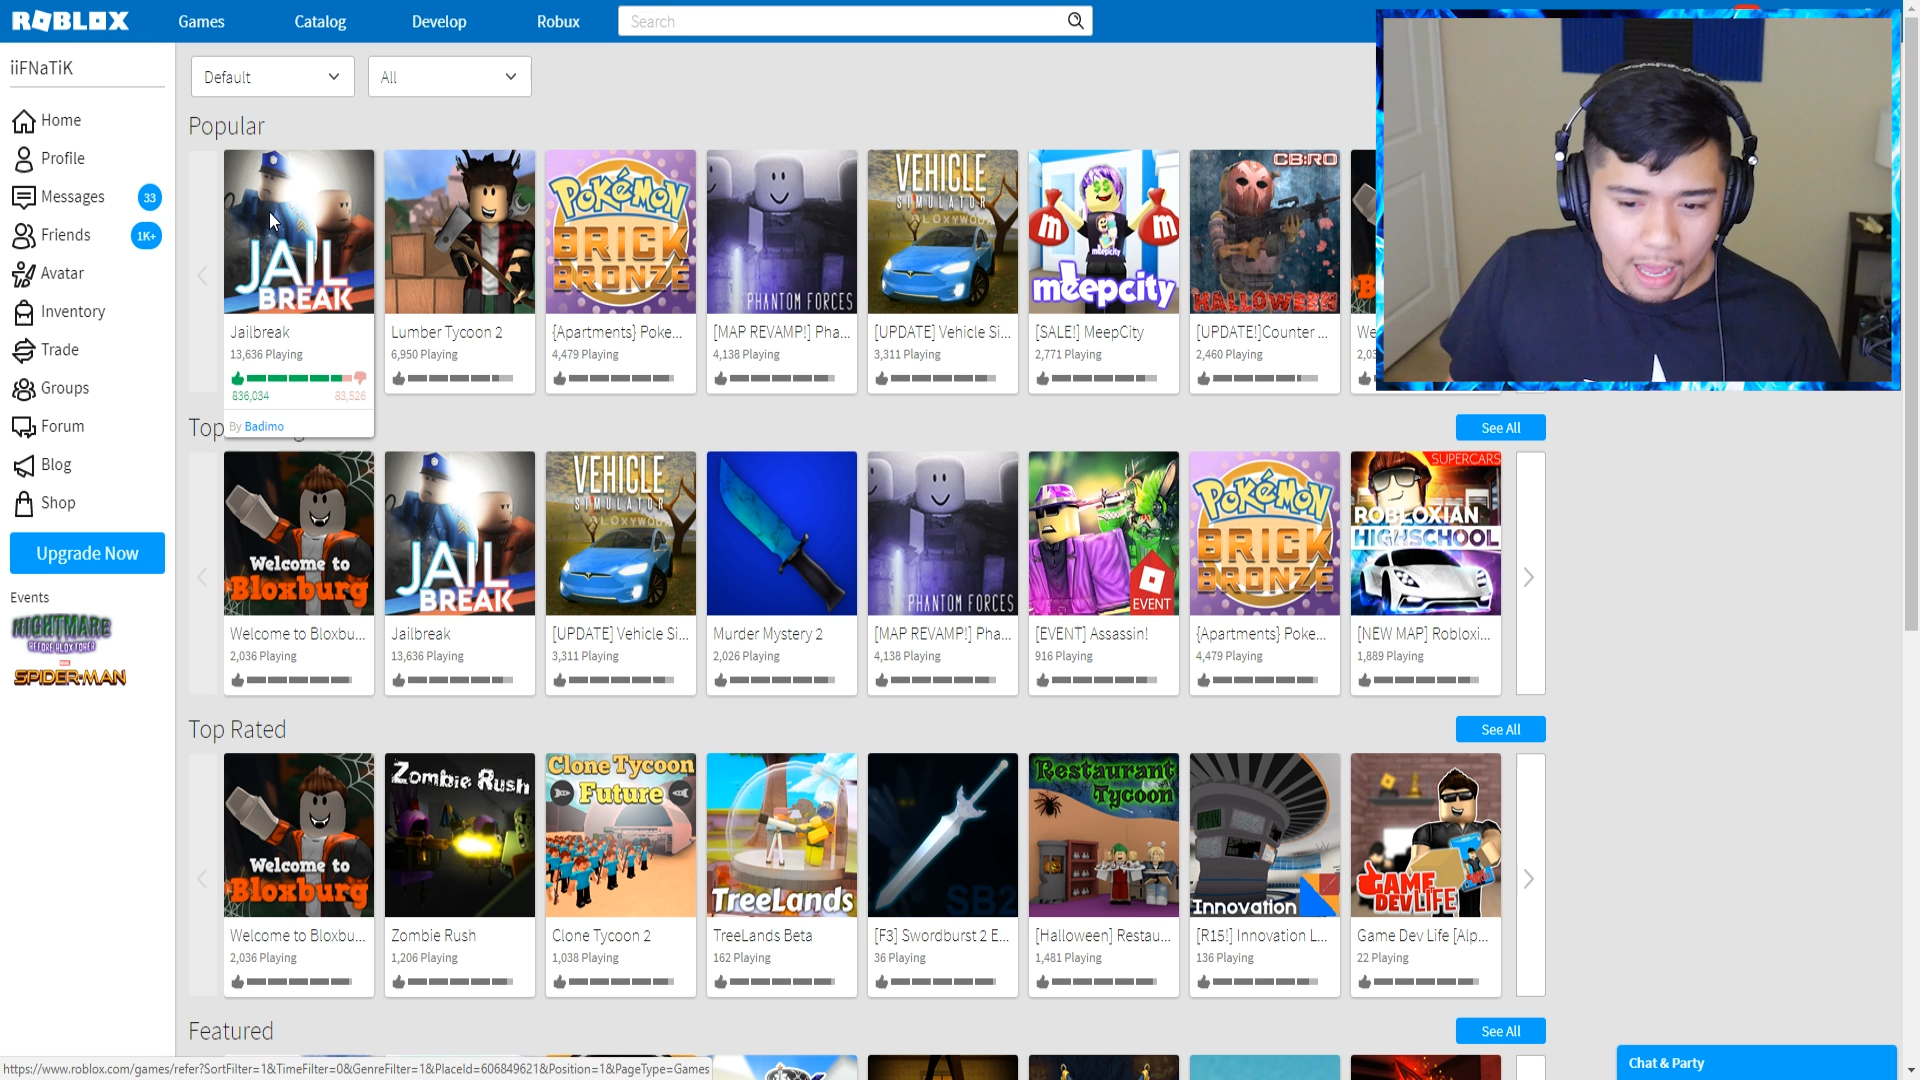 ROBLOX Games Catalog Develop Robux Search
iiFNaTiK
Home
Profile
Messages 33
Friends 1K+
Avatar
Inventory
Trade
Groups
Forum
Blog
Shop
Upgrade Now
Events
NIGHTMARE
BEFORE BLOXTOBER
MARVEL
SPIDER-MAN
Default All
Popular
JAIL
BREAK
Pokémon
BRICK
BRONZE
PHANTOM FORCES
VEHICLE
SIMULATOR
BLOXYWOOD
m m
meepcity
meepcity
CB:RO
HALLOWEEN
Jailbreak Lumber Tycoon 2 {Apartments} Poke... [MAP REVAMP!] Pha... [UPDATE] Vehicle Si... [SALE!] MeepCity [UPDATE!]Counter ... We
13,636 Playing 6,950 Playing 4,479 Playing 4,138 Playing 3,311 Playing 2,771 Playing 2,460 Playing 2,03
836,034 83,526
By Badimo
Top See All
Welcome to
Bloxburg
JAIL
BREAK
VEHICLE
SIMULATOR
BLOXYWOOD
PHANTOM FORCES
EVENT
Pokémon
BRICK
BRONZE
SUPERCARS
ROBLOXIAN
HIGHSCHOOL
Welcome to Bloxbu... Jailbreak [UPDATE] Vehicle Si... Murder Mystery 2 [MAP REVAMP!] Pha... [EVENT] Assassin! {Apartments} Poke... [NEW MAP] Robloxi...
2,036 Playing 13,636 Playing 3,311 Playing 2,026 Playing 4,138 Playing 916 Playing 4,479 Playing 1,889 Playing
Top Rated See All
Welcome to
Bloxburg
Zombie Rush
Clone Tycoon
Future
TreeLands
SB2
Restaurant
Tycoon
Innovation
GAME
DEV LIFE
Welcome to Bloxbu... Zombie Rush Clone Tycoon 2 TreeLands Beta [F3] Swordburst 2 E... [Halloween] Restau... [R15!] Innovation L... Game Dev Life [Alp...
2,036 Playing 1,206 Playing 1,038 Playing 162 Playing 36 Playing 1,481 Playing 136 Playing 22 Playing
Featured See All
https://www.roblox.com/games/refer?SortFilter=1&TimeFilter=0&GenreFilter=1&PlaceId=606849621&Position=1&PageType=Games
Chat & Party